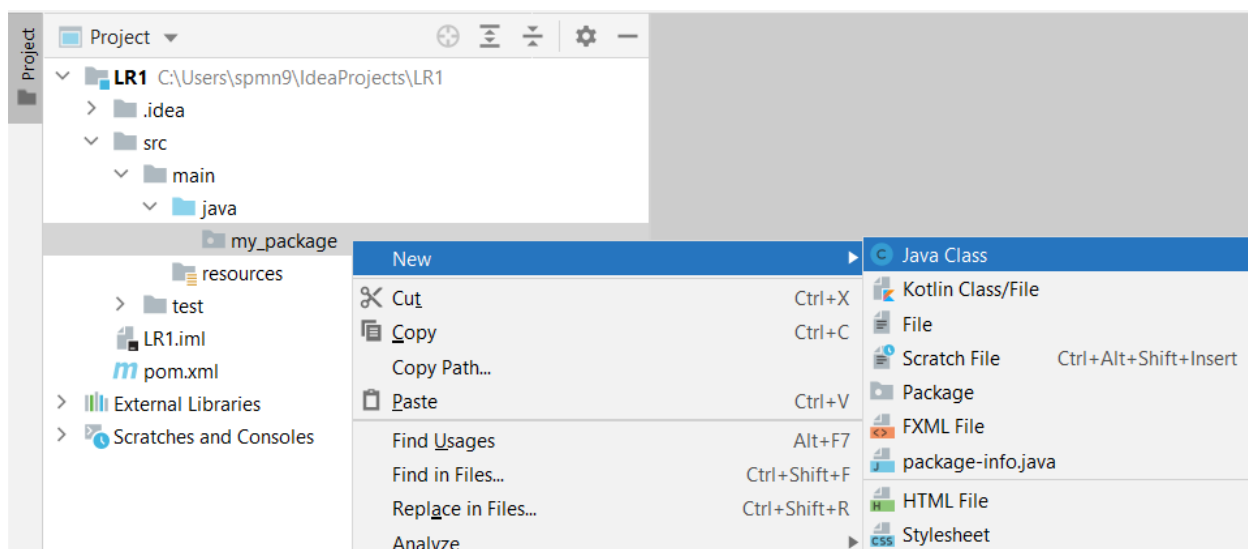 Project
Project
LR1 C:\Users\spmn9\IdeaProjects\LR1
.idea
src
main
java
my_package
resources
test
LR1.iml
m pom.xml
External Libraries
Scratches and Consoles
New
Cut Ctrl+X
Copy Ctrl+C
Copy Path...
Paste Ctrl+V
Find Usages Alt+F7
Find in Files... Ctrl+Shift+F
Replace in Files... Ctrl+Shift+R
Analyze
C Java Class
Kotlin Class/File
File
Scratch File Ctrl+Alt+Shift+Insert
Package
<> FXML File
J package-info.java
H HTML File
CSS Stylesheet